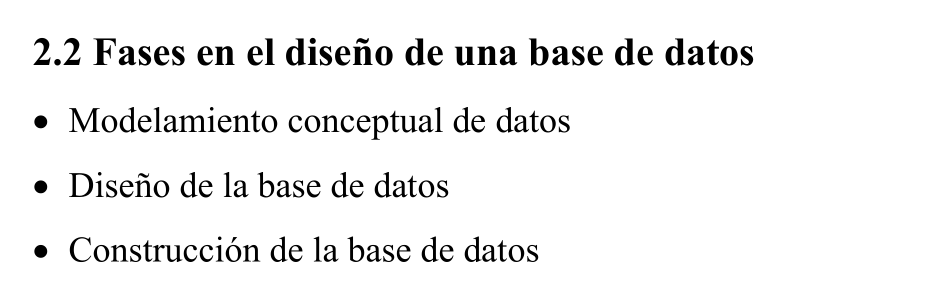 2.2 Fases en el diseño de una base de datos
• Modelamiento conceptual de datos
• Diseño de la base de datos
• Construcción de la base de datos